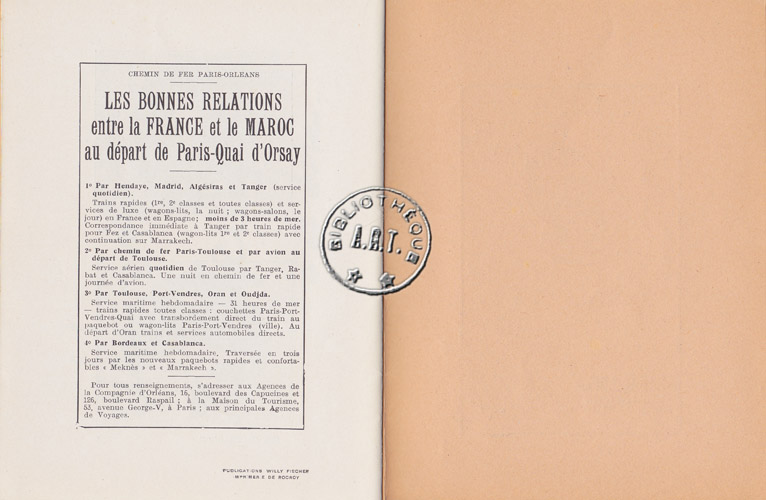 CHEMIN DE FER PARIS-ORLEANS
LES BONNES RELATIONS
entre la FRANCE et le MAROC
au départ de Paris-Quai d'Orsay
1º Par Hendaye, Madrid, Algésiras et Tanger (service
quotidien).
Trains rapides (1re, 2e classes et toutes classes) et ser-
vices de luxe (wagons-lits, la nuit ; wagons-salons, le
jour) en France et en Espagne; moins de 3 heures de mer.
Correspondance immédiate à Tanger par train rapide
pour Fez et Casablanca (wagon-lits 1re et 2e classes) avec
continuation sur Marrakech.
2º Par chemin de fer Paris-Toulouse et par avion au
départ de Toulouse.
Service aérien quotidien de Toulouse par Tanger, Ra-
bat et Casablanca. Une nuit en chemin de fer et une
journée d'avion.
3º Par Toulouse, Port-Vendres, Oran et Oudjda.
Service maritime hebdomadaire — 31 heures de mer
— trains rapides toutes classes : couchettes Paris-Port-
Vendres-Quai avec transbordement direct du train au
paquebot ou wagon-lits Paris-Port-Vendres (ville). Au
départ d'Oran trains et services automobiles directs.
4º Par Bordeaux et Casablanca.
Service maritime hebdomadaire, Traversée en trois
jours par les nouveaux paquebots rapides et conforta-
bles « Meknès » et « Marrakech ».
Pour tous renseignements, s'adresser aux Agences de
la Compagnie d'Orléans, 16, boulevard des Capucines et
126, boulevard Raspail ; à la Maison du Tourisme,
53, avenue George-V, à Paris ; aux principales Agences
de Voyages.
PUBLICATIONS WILLY FISCHER
IMPRIMERIE DE ROCROY
BIBLIOTHÈQUE
A.A.T.